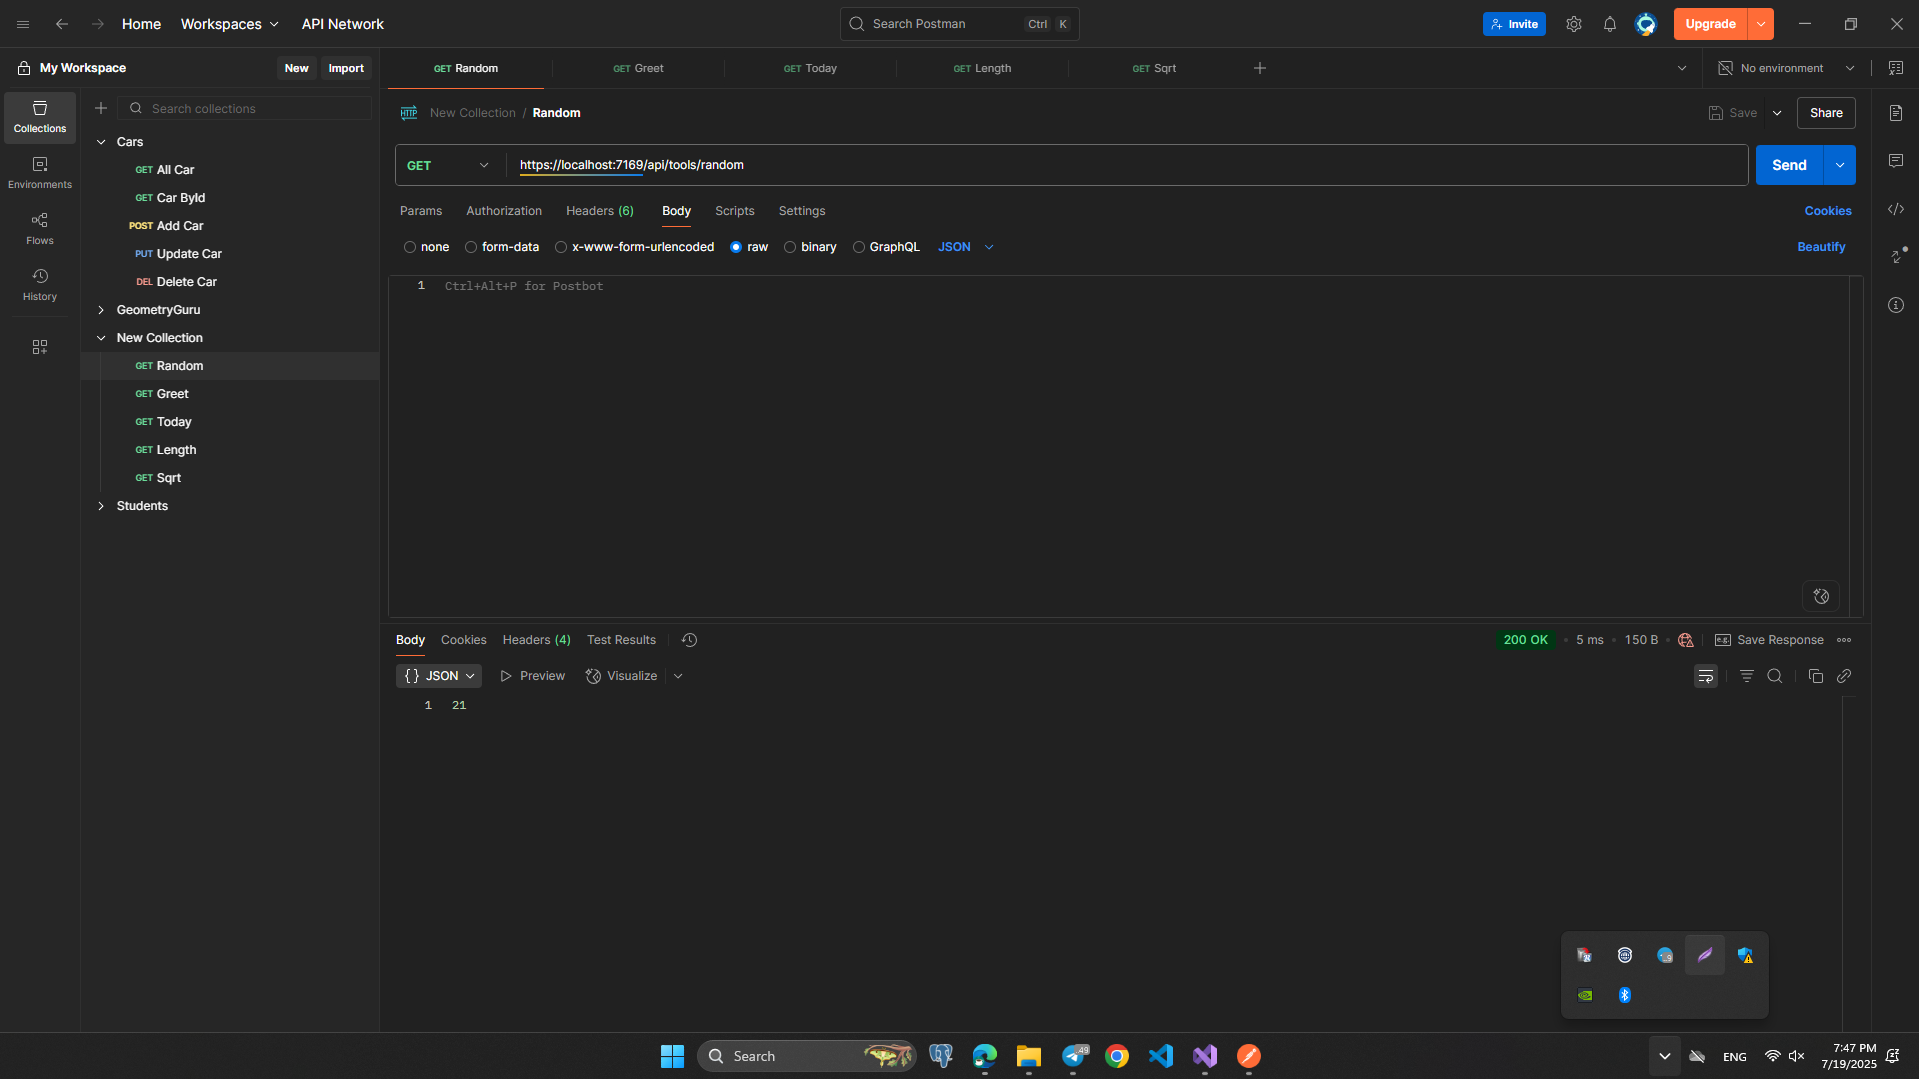 Home Workspaces API Network Search Postman Ctrl K Invite Upgrade
My Workspace New Import GET Random GET Greet GET Today GET Length GET Sqrt No environment
Collections
Environments
Flows
History
Search collections
Cars
GET All Car
GET Car ById
POST Add Car
PUT Update Car
DEL Delete Car
GeometryGuru
New Collection
GET Random
GET Greet
GET Today
GET Length
GET Sqrt
Students
HTTP New Collection / Random Save Share
GET https://localhost:7169/api/tools/random Send
Params Authorization Headers (6) Body Scripts Settings Cookies
none form-data x-www-form-urlencoded raw binary GraphQL JSON Beautify
1 Ctrl+Alt+P for Postbot
Body Cookies Headers (4) Test Results 200 OK 5 ms 150 B e.g. Save Response
{} JSON Preview Visualize
1 21
Search 49 ENG 7:47 PM
7/19/2025